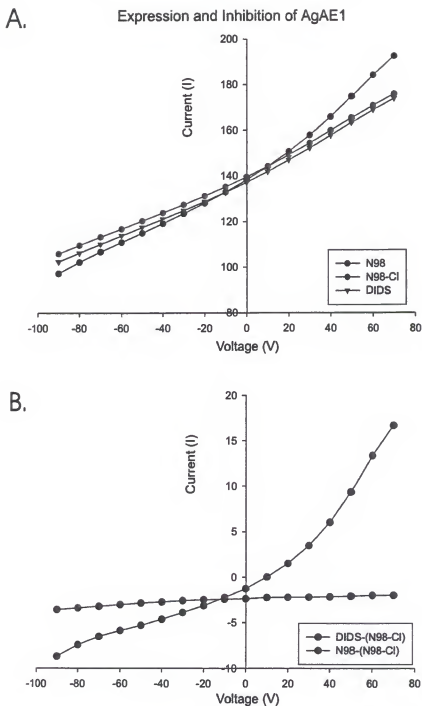 A.
Expression and Inhibition of AgAE1
Current (I)
200
180
160
140
120
100
80
-100 -80 -60 -40 -20 0 20 40 60 80
Voltage (V)
N98
N98-Cl
DIDS
B.
Current (I)
20
15
10
5
0
-5
-10
-100 -80 -60 -40 -20 0 20 40 60 80
Voltage (V)
DIDS-(N98-Cl)
N98-(N98-Cl)